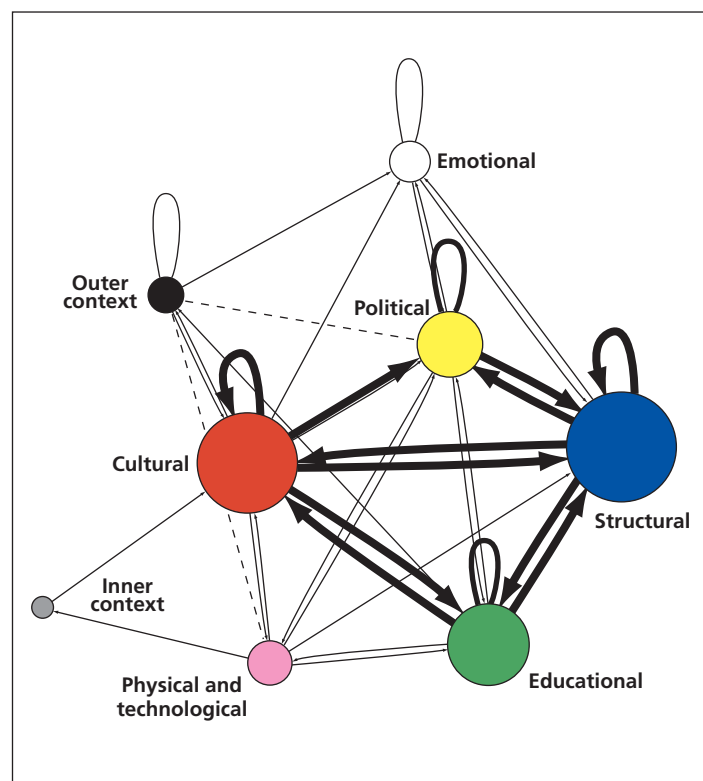 Emotional
Outer
context
Political
Cultural
Structural
Inner
context
Educational
Physical and
technological